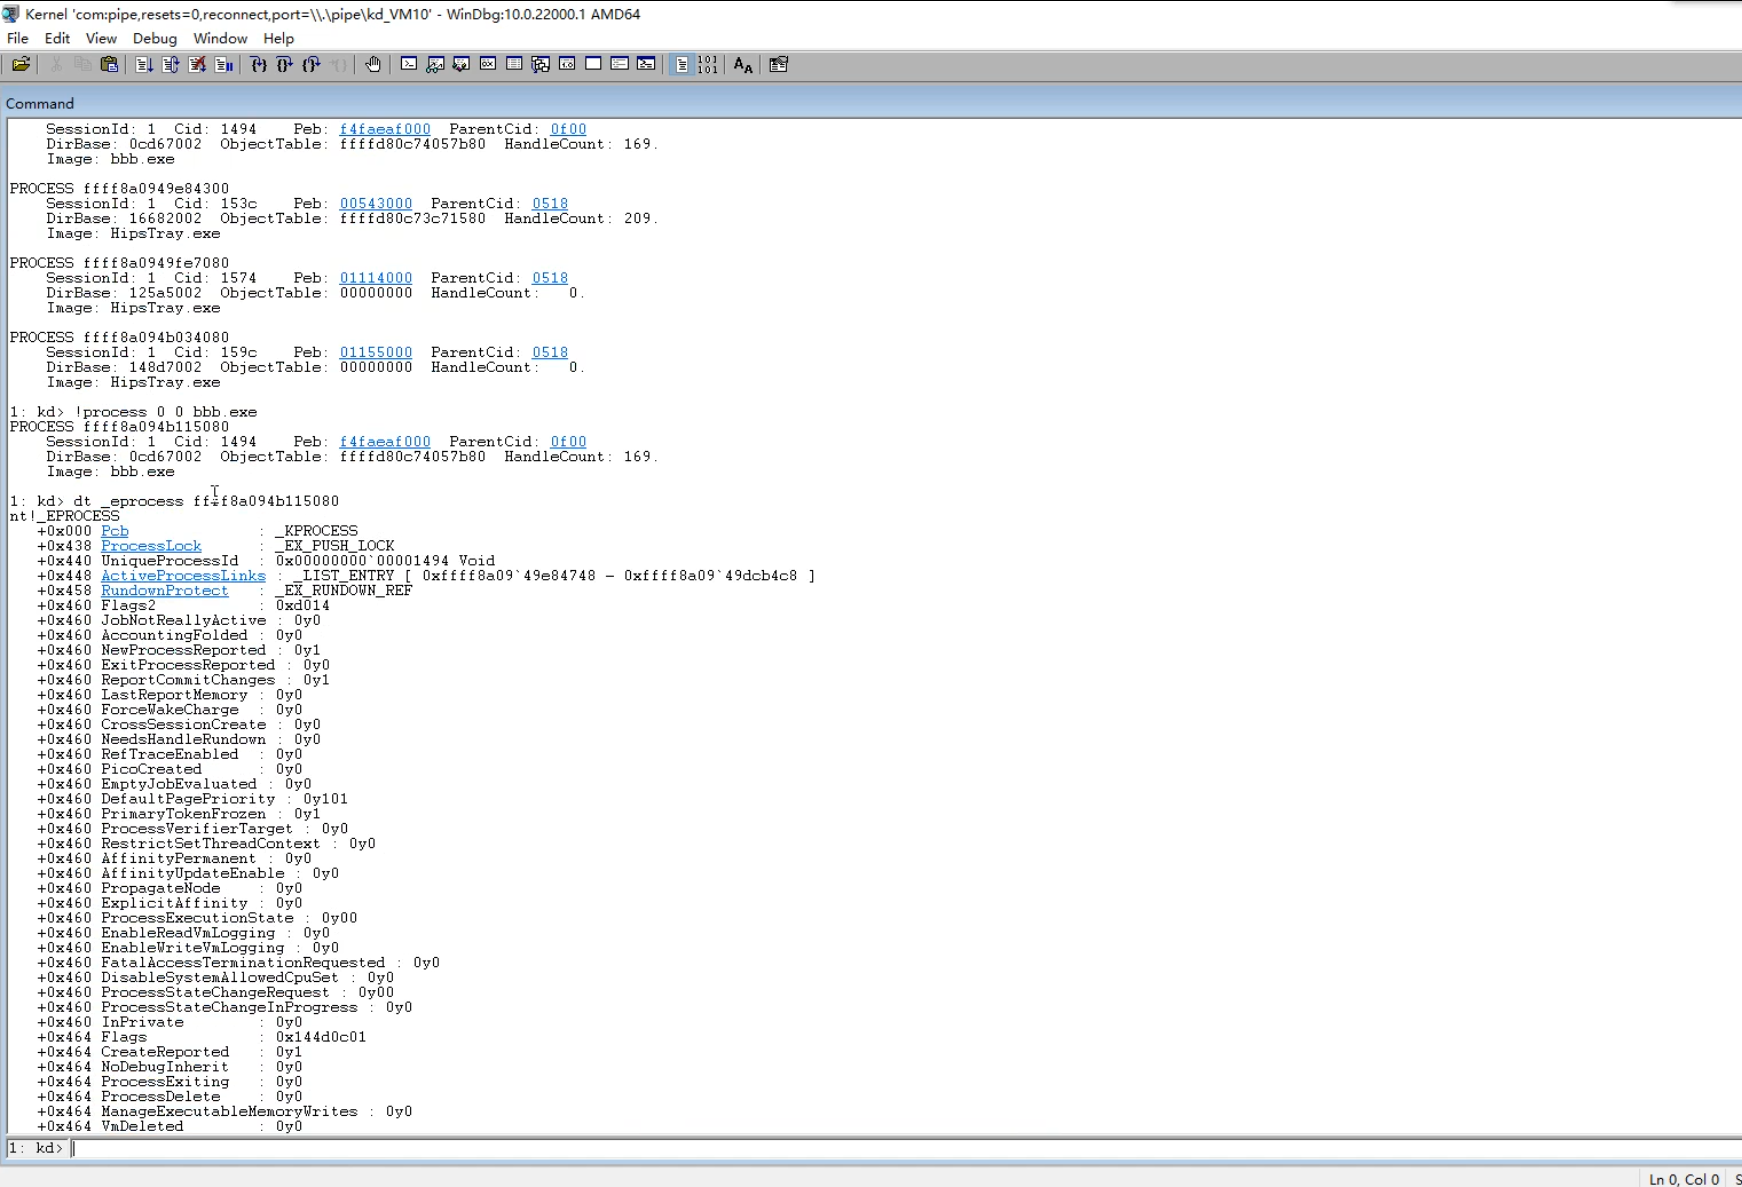 Kernel 'com:pipe,resets=0,reconnect,port=\\.\pipe\kd_VM10' - WinDbg:10.0.22000.1 AMD64
File Edit View Debug Window Help
Command
SessionId: 1 Cid: 1494 Peb: f4faeaf000 ParentCid: 0f00
DirBase: 0cd67002 ObjectTable: ffffd80c74057b80 HandleCount: 169.
Image: bbb.exe
PROCESS ffff8a0949e84300
SessionId: 1 Cid: 153c Peb: 00543000 ParentCid: 0518
DirBase: 16682002 ObjectTable: ffffd80c73c71580 HandleCount: 209.
Image: HipsTray.exe
PROCESS ffff8a0949fe7080
SessionId: 1 Cid: 1574 Peb: 01114000 ParentCid: 0518
DirBase: 125a5002 ObjectTable: 00000000 HandleCount: 0.
Image: HipsTray.exe
PROCESS ffff8a094b034080
SessionId: 1 Cid: 159c Peb: 01155000 ParentCid: 0518
DirBase: 148d7002 ObjectTable: 00000000 HandleCount: 0.
Image: HipsTray.exe
1: kd> !process 0 0 bbb.exe
PROCESS ffff8a094b115080
SessionId: 1 Cid: 1494 Peb: f4faeaf000 ParentCid: 0f00
DirBase: 0cd67002 ObjectTable: ffffd80c74057b80 HandleCount: 169.
Image: bbb.exe
1: kd> dt _eprocess ffff8a094b115080
nt!_EPROCESS
+0x000 Pcb : _KPROCESS
+0x438 ProcessLock : _EX_PUSH_LOCK
+0x440 UniqueProcessId : 0x00000000`00001494 Void
+0x448 ActiveProcessLinks : _LIST_ENTRY [ 0xffff8a09`49e84748 - 0xffff8a09`49dcb4c8 ]
+0x458 RundownProtect : _EX_RUNDOWN_REF
+0x460 Flags2 : 0xd014
+0x460 JobNotReallyActive : 0y0
+0x460 AccountingFolded : 0y0
+0x460 NewProcessReported : 0y1
+0x460 ExitProcessReported : 0y0
+0x460 ReportCommitChanges : 0y1
+0x460 LastReportMemory : 0y0
+0x460 ForceWakeCharge : 0y0
+0x460 CrossSessionCreate : 0y0
+0x460 NeedsHandleRundown : 0y0
+0x460 RefTraceEnabled : 0y0
+0x460 PicoCreated : 0y0
+0x460 EmptyJobEvaluated : 0y0
+0x460 DefaultPagePriority : 0y101
+0x460 PrimaryTokenFrozen : 0y1
+0x460 ProcessVerifierTarget : 0y0
+0x460 RestrictSetThreadContext : 0y0
+0x460 AffinityPermanent : 0y0
+0x460 AffinityUpdateEnable : 0y0
+0x460 PropagateNode : 0y0
+0x460 ExplicitAffinity : 0y0
+0x460 ProcessExecutionState : 0y00
+0x460 EnableReadVmLogging : 0y0
+0x460 EnableWriteVmLogging : 0y0
+0x460 FatalAccessTerminationRequested : 0y0
+0x460 DisableSystemAllowedCpuSet : 0y0
+0x460 ProcessStateChangeRequest : 0y00
+0x460 ProcessStateChangeInProgress : 0y0
+0x460 InPrivate : 0y0
+0x464 Flags : 0x144d0c01
+0x464 CreateReported : 0y1
+0x464 NoDebugInherit : 0y0
+0x464 ProcessExiting : 0y0
+0x464 ProcessDelete : 0y0
+0x464 ManageExecutableMemoryWrites : 0y0
+0x464 VmDeleted : 0y0
1: kd>
Ln 0, Col 0 S